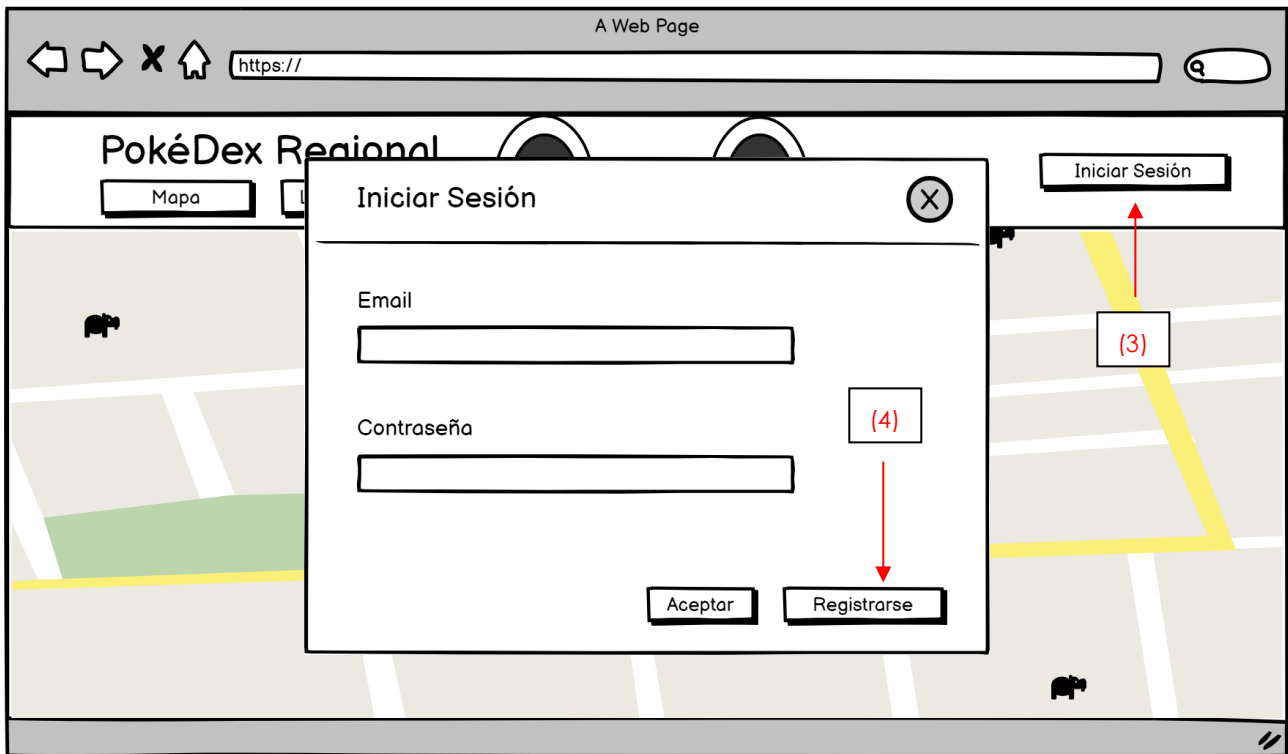 A Web Page
https://
PokéDex Regional
Iniciar Sesión
Mapa
L
Iniciar Sesión
X
Email
(3)
Contraseña
(4)
Aceptar
Registrarse